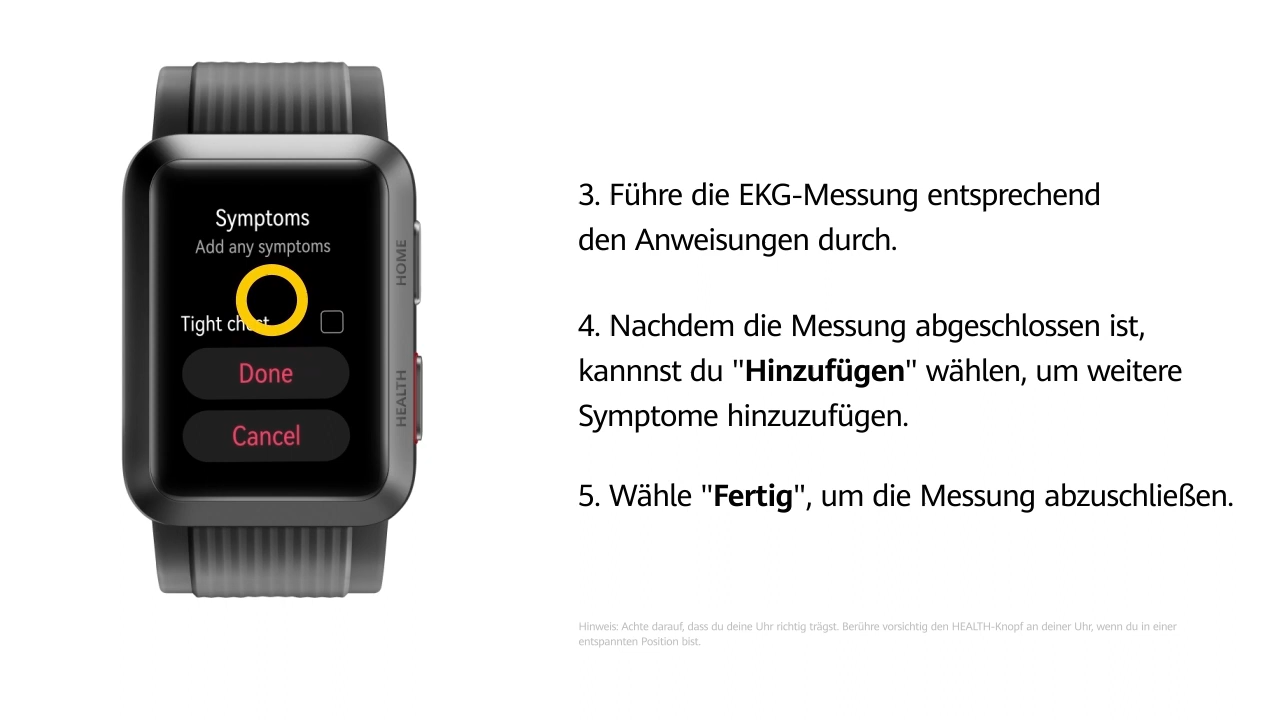 Symptoms
Add any symptoms
Tight chest
Done
Cancel
HOME
HEALTH
3. Führe die EKG-Messung entsprechend
den Anweisungen durch.
4. Nachdem die Messung abgeschlossen ist,
kannnst du "Hinzufügen" wählen, um weitere
Symptome hinzuzufügen.
5. Wähle "Fertig", um die Messung abzuschließen.
Hinweis: Achte darauf, dass du deine Uhr richtig trägst. Berühre vorsichtig den HEALTH-Knopf an deiner Uhr, wenn du in einer
entspannten Position bist.